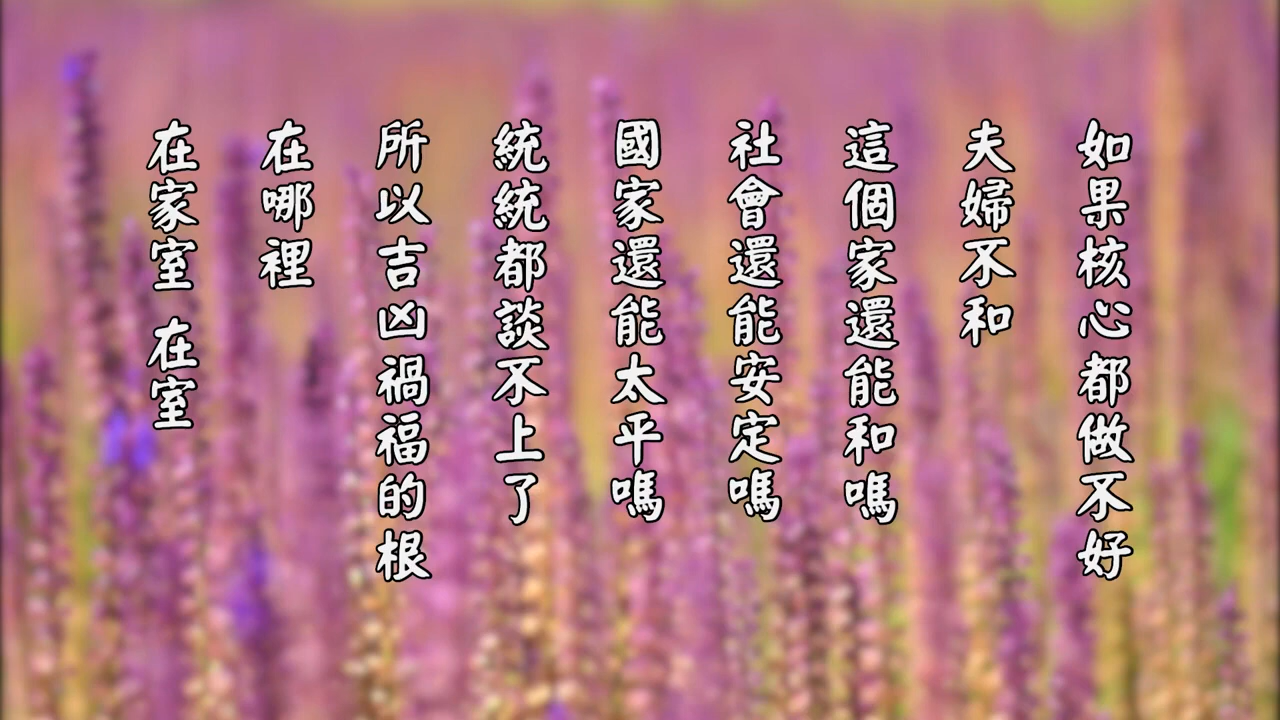 如果核心都做不好
夫婦不和
這個家還能和嗎
社會還能安定嗎
國家還能太平嗎
統統都談不上了
所以吉凶禍福的根
在哪裡
在家室 在室